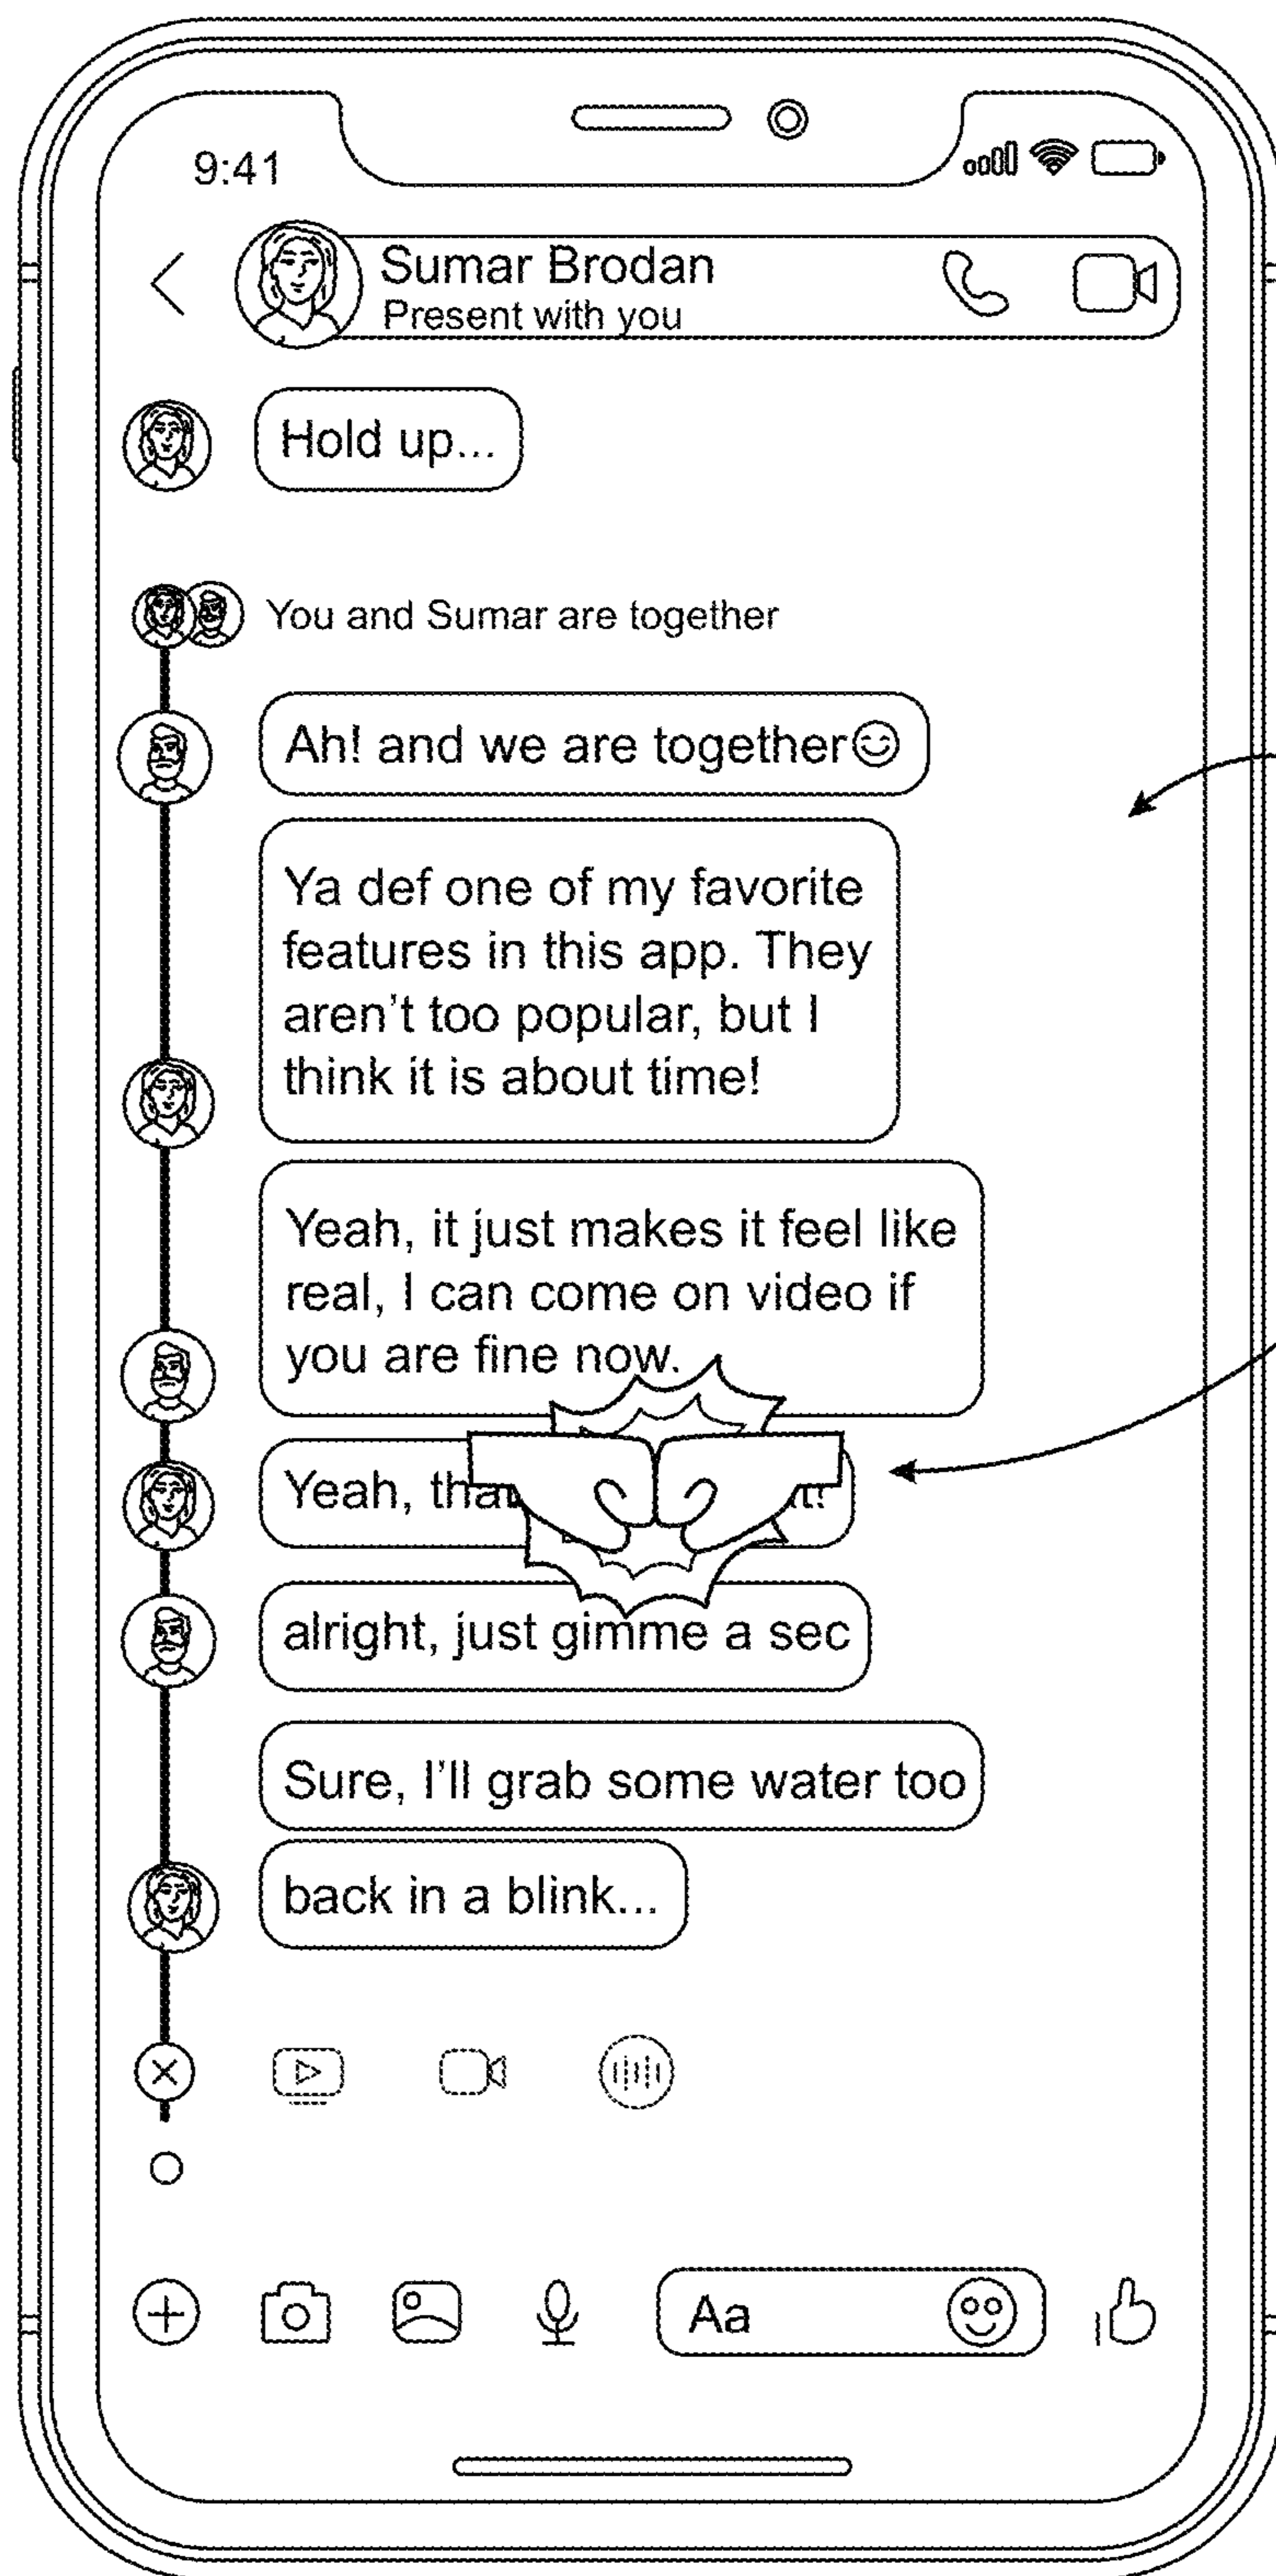 9:41
Sumar Brodan
Present with you
Hold up...
You and Sumar are together
Ah! and we are together
Ya def one of my favorite
features in this app. They
aren't too popular, but I
think it is about time!
Yeah, it just makes it feel like
real, I can come on video if
you are fine now.
Yeah,
alright, just gimme a sec
Sure, I'll grab some water too
back in a blink...
Aa